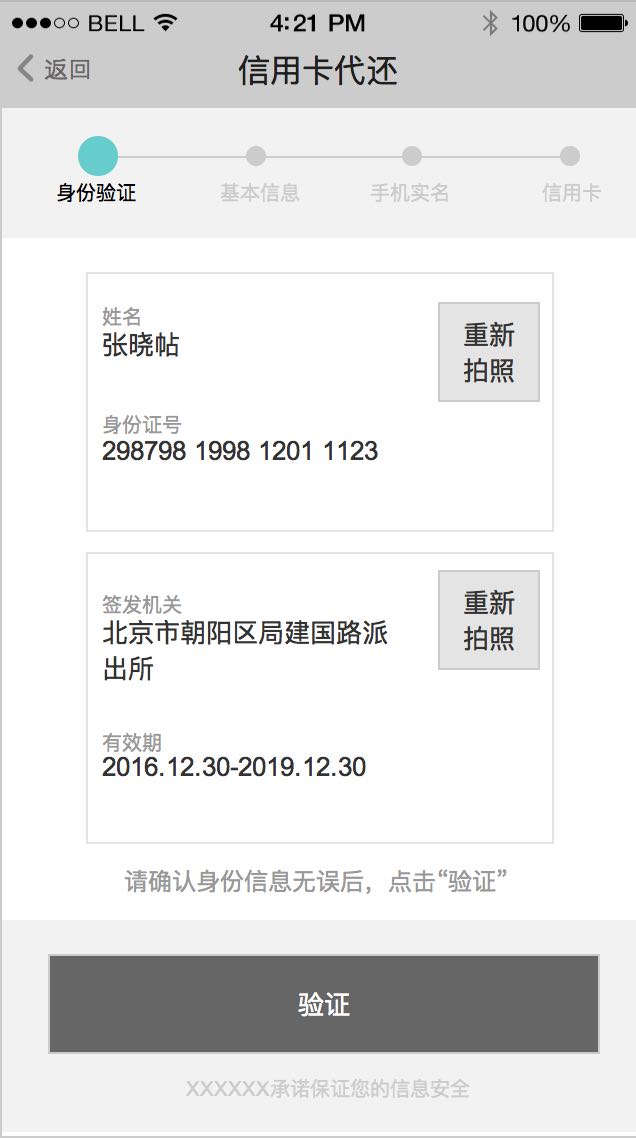 BELL 4:21 PM 100%
返回 信用卡代还
身份验证 基本信息 手机实名 信用卡
姓名
张晓帖
重新
拍照
身份证号
298798 1998 1201 1123
签发机关
北京市朝阳区局建国路派
出所
重新
拍照
有效期
2016.12.30-2019.12.30
请确认身份信息无误后，点击“验证”
验证
XXXXXX承诺保证您的信息安全